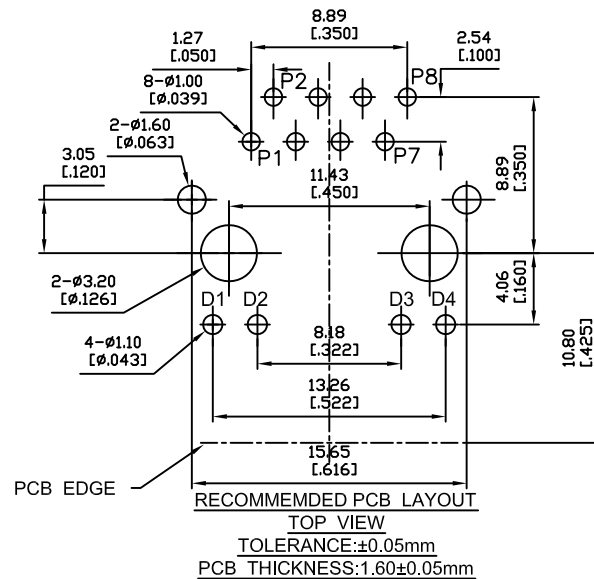 8.89
[.350]
1.27
[.050]
2.54
[.100]
P2
P8
8-ø1.00
[ø.039]
2-ø1.60
[ø.063]
P1
P7
3.05
[.120]
11.43
[.450]
8.89
[.350]
2-ø3.20
[ø.126]
D1 D2 D3 D4
4.06
[.160]
4-ø1.10
[ø.043]
8.18
[.322]
10.80
[.425]
13.26
[.522]
15.65
[.616]
PCB EDGE
RECOMMEMDED PCB LAYOUT
TOP VIEW
TOLERANCE:±0.05mm
PCB THICKNESS:1.60±0.05mm